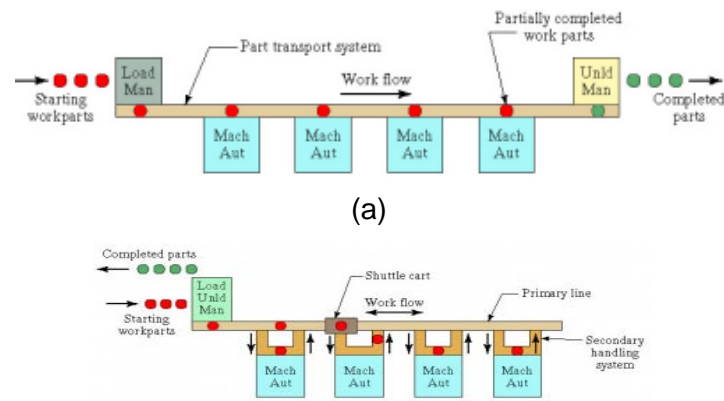 Part transport system
Partially completed
work parts
Load
Man
Unld
Man
Work flow
Starting
workparts
Completed
parts
Mach
Aut
Mach
Aut
Mach
Aut
Mach
Aut
(a)
Completed parts
Load
Unld
Man
Shuttle cart
Work flow
Primary line
Starting
workparts
Secondary
handling
system
Mach
Aut
Mach
Aut
Mach
Aut
Mach
Aut